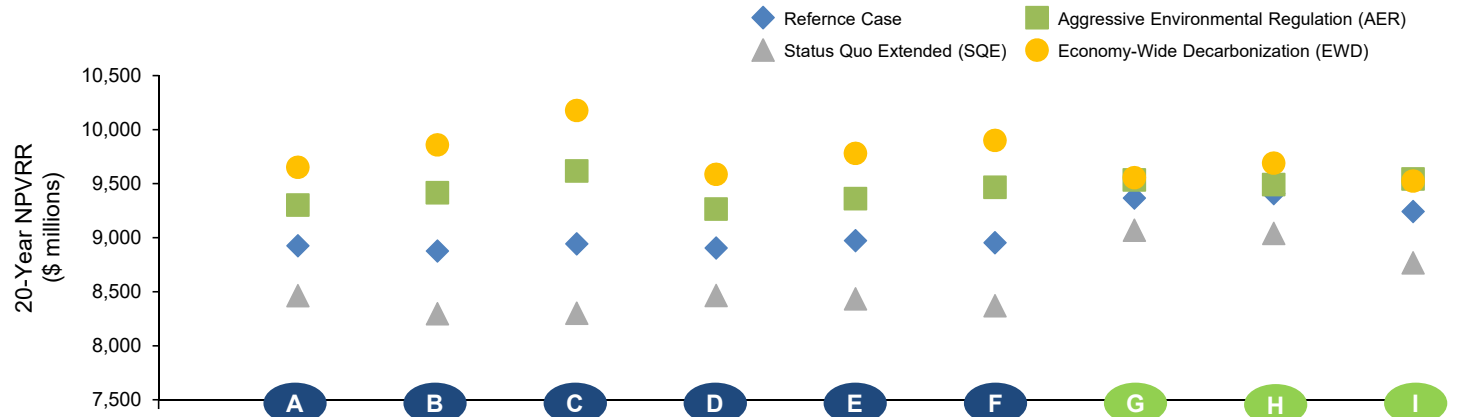 Refernce Case
Aggressive Environmental Regulation (AER)
Status Quo Extended (SQE)
Economy-Wide Decarbonization (EWD)
20-Year NPVRR
($ millions)
10,500
10,000
9,500
9,000
8,500
8,000
7,500
A B C D E F G H I